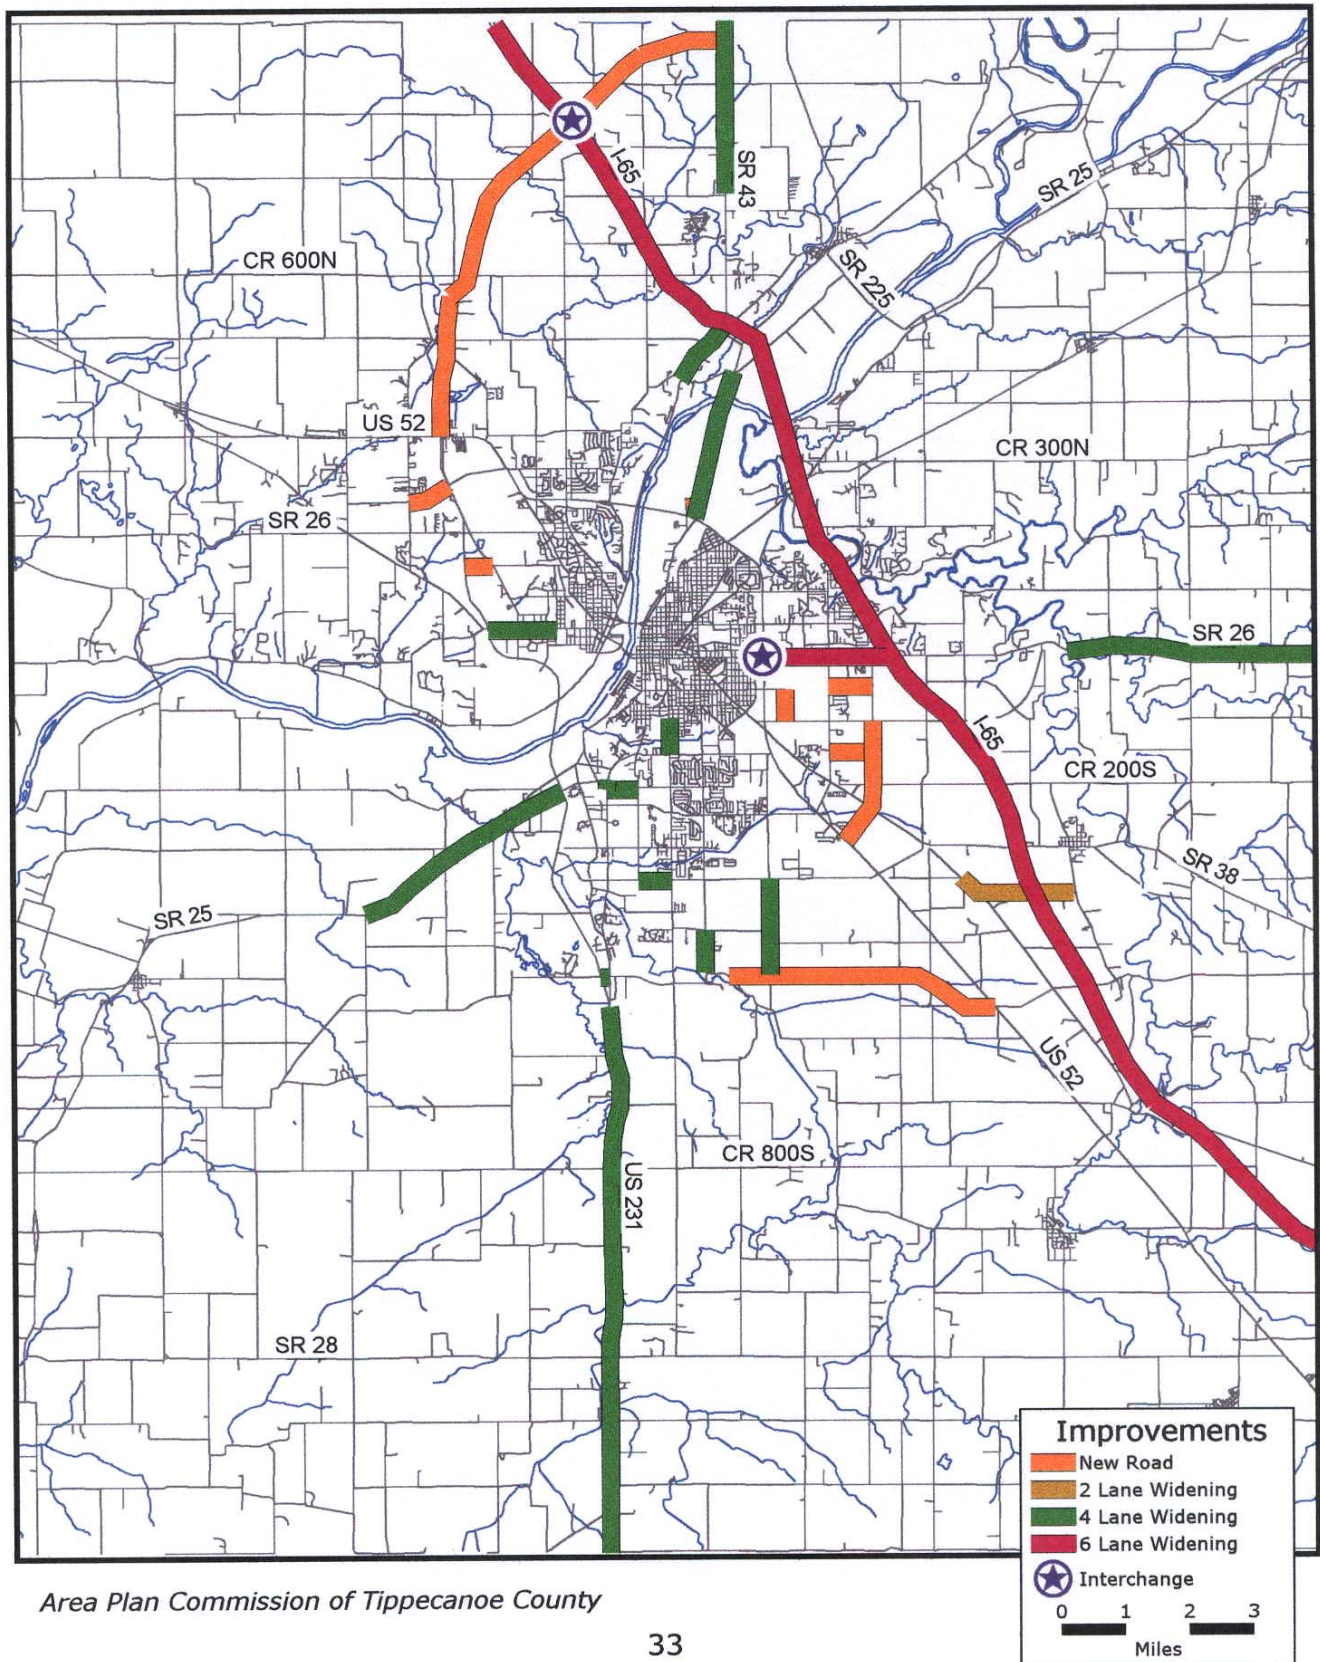 I-65
SR 43
SR 25
CR 600N
SR 225
US 52
CR 300N
SR 26
SR 26
I-65
CR 200S
SR 38
SR 25
US 52
CR 800S
US 231
SR 28
Improvements
New Road
2 Lane Widening
4 Lane Widening
6 Lane Widening
Interchange
0 1 2 3
Miles
Area Plan Commission of Tippecanoe County
33